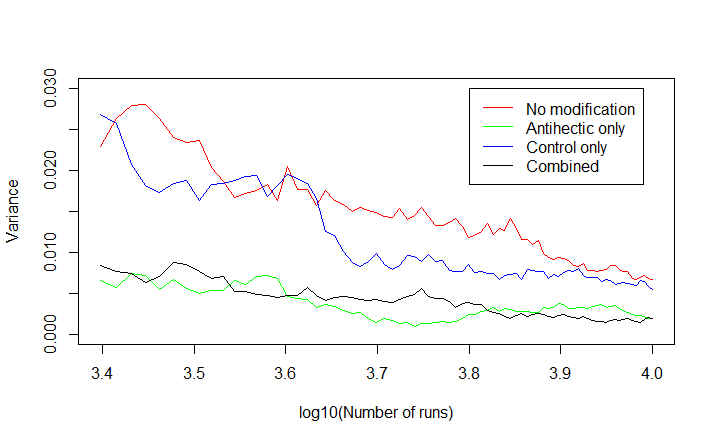 0.030
0.020
0.010
0.000
Variance
No modification
Antihectic only
Control only
Combined
3.4 3.5 3.6 3.7 3.8 3.9 4.0
log10(Number of runs)